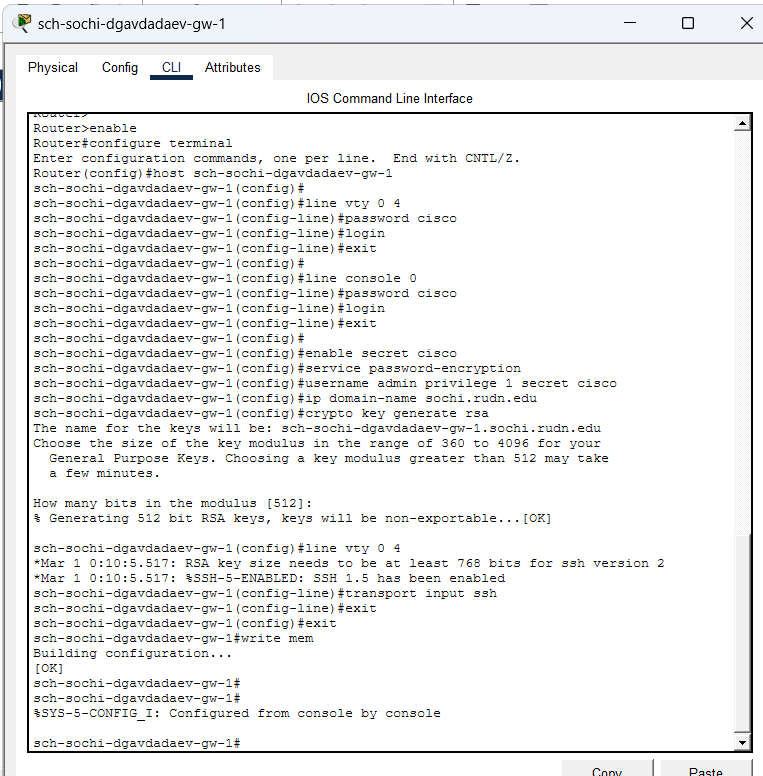 sch-sochi-dgavdadaev-gw-1
Physical Config CLI Attributes
IOS Command Line Interface
Router>
Router>enable
Router#configure terminal
Enter configuration commands, one per line.  End with CNTL/Z.
Router(config)#host sch-sochi-dgavdadaev-gw-1
sch-sochi-dgavdadaev-gw-1(config)#
sch-sochi-dgavdadaev-gw-1(config)#line vty 0 4
sch-sochi-dgavdadaev-gw-1(config-line)#password cisco
sch-sochi-dgavdadaev-gw-1(config-line)#login
sch-sochi-dgavdadaev-gw-1(config-line)#exit
sch-sochi-dgavdadaev-gw-1(config)#
sch-sochi-dgavdadaev-gw-1(config)#line console 0
sch-sochi-dgavdadaev-gw-1(config-line)#password cisco
sch-sochi-dgavdadaev-gw-1(config-line)#login
sch-sochi-dgavdadaev-gw-1(config-line)#exit
sch-sochi-dgavdadaev-gw-1(config)#
sch-sochi-dgavdadaev-gw-1(config)#enable secret cisco
sch-sochi-dgavdadaev-gw-1(config)#service password-encryption
sch-sochi-dgavdadaev-gw-1(config)#username admin privilege 1 secret cisco
sch-sochi-dgavdadaev-gw-1(config)#ip domain-name sochi.rudn.edu
sch-sochi-dgavdadaev-gw-1(config)#crypto key generate rsa
The name for the keys will be: sch-sochi-dgavdadaev-gw-1.sochi.rudn.edu
Choose the size of the key modulus in the range of 360 to 4096 for your
  General Purpose Keys. Choosing a key modulus greater than 512 may take
  a few minutes.
How many bits in the modulus [512]:
% Generating 512 bit RSA keys, keys will be non-exportable...[OK]
sch-sochi-dgavdadaev-gw-1(config)#line vty 0 4
*Mar 1 0:10:5.517: RSA key size needs to be at least 768 bits for ssh version 2
*Mar 1 0:10:5.517: %SSH-5-ENABLED: SSH 1.5 has been enabled
sch-sochi-dgavdadaev-gw-1(config-line)#transport input ssh
sch-sochi-dgavdadaev-gw-1(config-line)#exit
sch-sochi-dgavdadaev-gw-1(config)#exit
sch-sochi-dgavdadaev-gw-1#write mem
Building configuration...
[OK]
sch-sochi-dgavdadaev-gw-1#
sch-sochi-dgavdadaev-gw-1#
%SYS-5-CONFIG_I: Configured from console by console
sch-sochi-dgavdadaev-gw-1#
Copy Paste